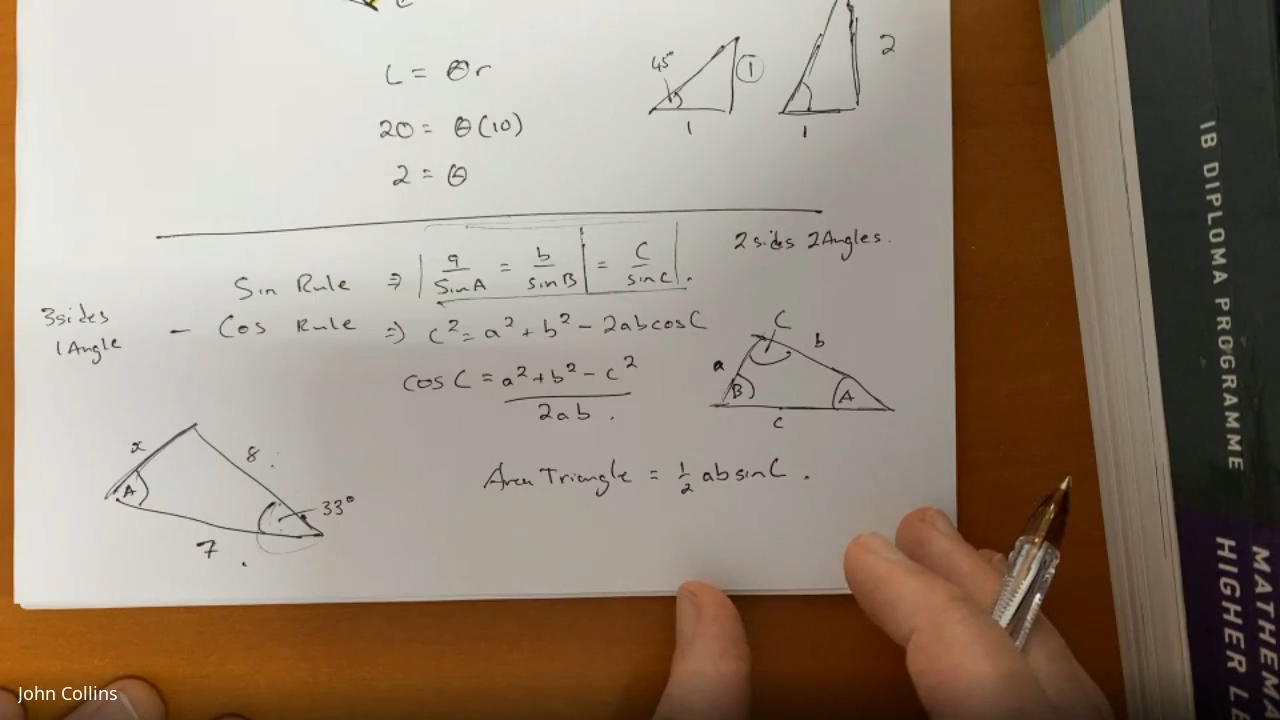 L = θr
20 = θ(10)
2 = θ
45°
1
1
2
1
2 sides 2 Angles.
Sin Rule ⇒ | a/SinA = b/sinB | = c/sinC |.
3 sides
1 Angle
- Cos Rule ⇒ c² = a² + b² - 2abcosC
cos C = a² + b² - c² / 2ab .
C
a
b
B
A
c
x
8 .
A
33°
7 .
Area Triangle = 1/2 absinC .
IB DIPLOMA PROGRAMME
MATHEMA
HIGHER LE
John Collins